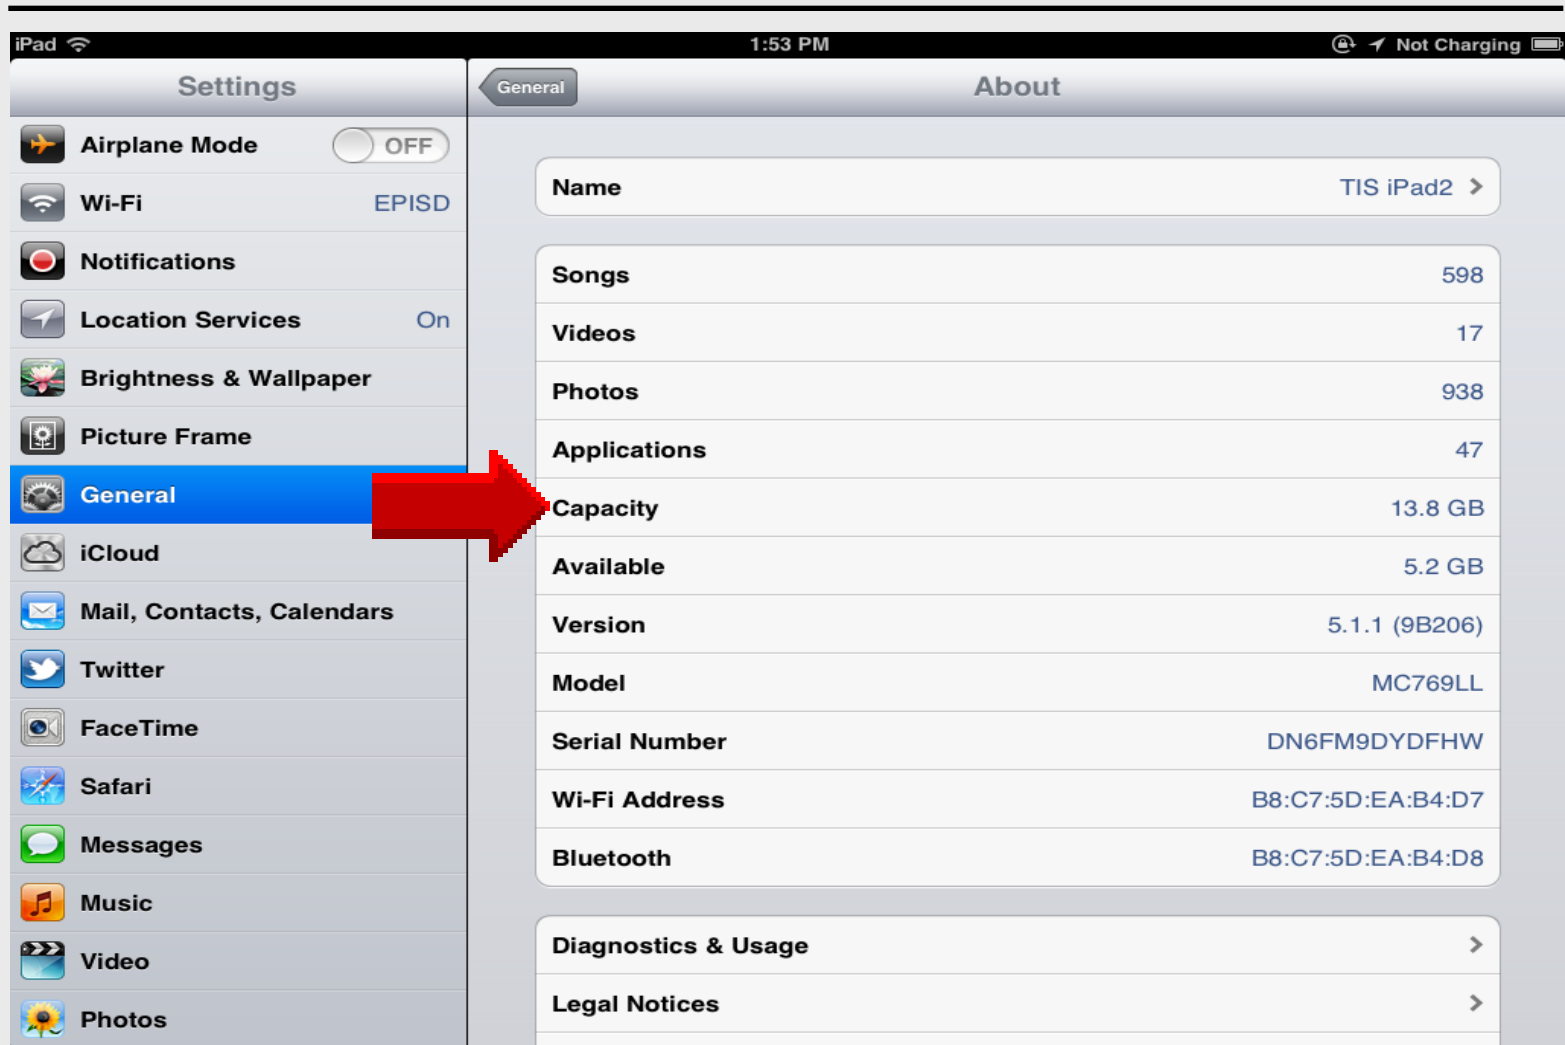 iPad 1:53 PM Not Charging
Settings
General About
Airplane Mode OFF
Wi-Fi EPISD
Notifications
Location Services On
Brightness & Wallpaper
Picture Frame
General
iCloud
Mail, Contacts, Calendars
Twitter
FaceTime
Safari
Messages
Music
Video
Photos
Name TIS iPad2
Songs 598
Videos 17
Photos 938
Applications 47
Capacity 13.8 GB
Available 5.2 GB
Version 5.1.1 (9B206)
Model MC769LL
Serial Number DN6FM9DYDFHW
Wi-Fi Address B8:C7:5D:EA:B4:D7
Bluetooth B8:C7:5D:EA:B4:D8
Diagnostics & Usage
Legal Notices